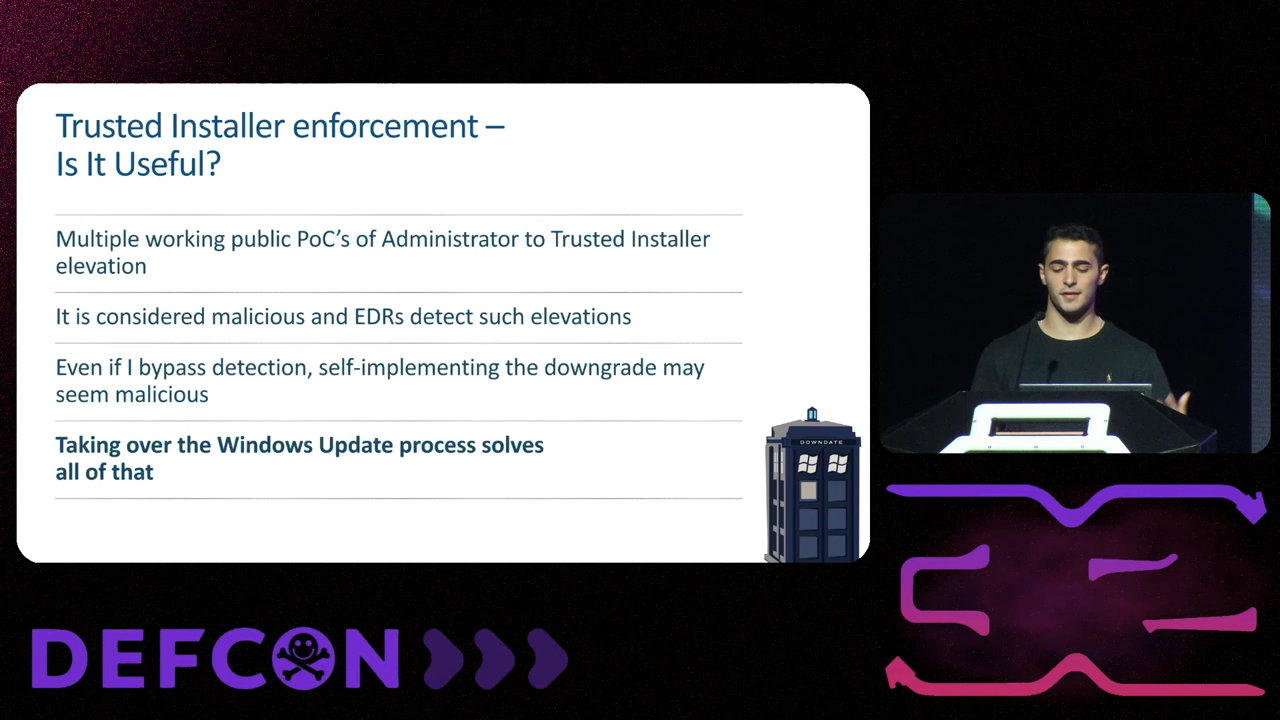 Trusted Installer enforcement –
Is It Useful?
Multiple working public PoC's of Administrator to Trusted Installer
elevation
It is considered malicious and EDRs detect such elevations
Even if I bypass detection, self-implementing the downgrade may
seem malicious
Taking over the Windows Update process solves
all of that
DOWNDATE
DEFCON